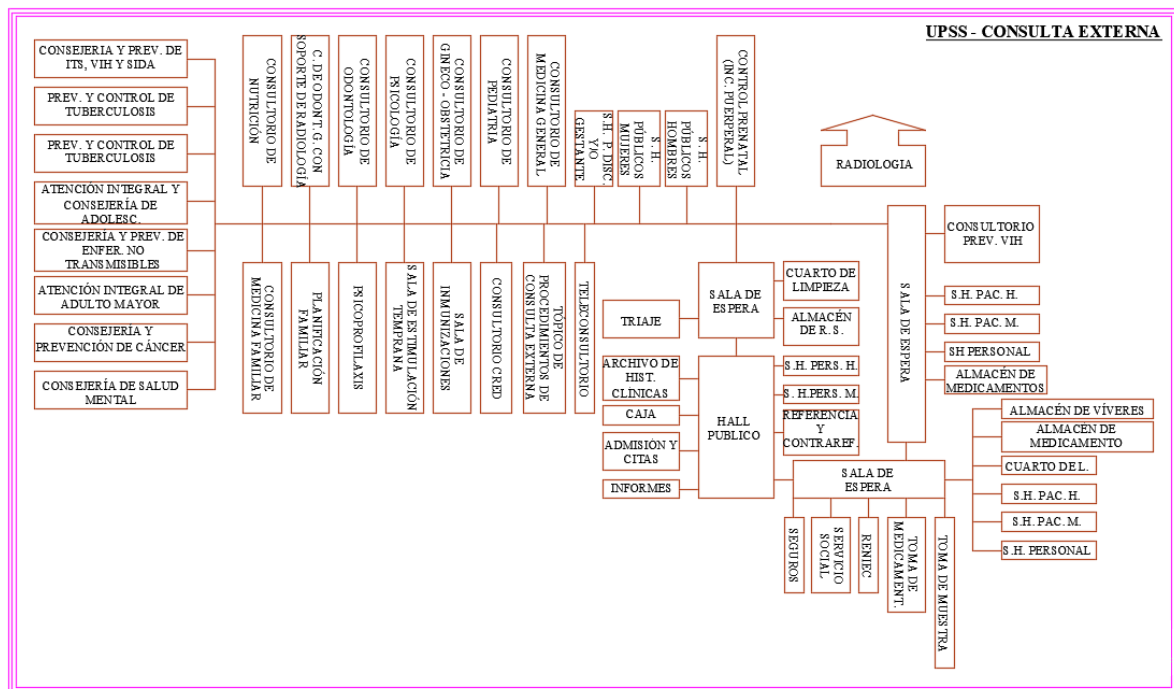 UPSS - CONSULTA EXTERNA
CONSEJERIA Y PREV. DE
ITS, VIH Y SIDA
PREV. Y CONTROL DE
TUBERCULOSIS
PREV. Y CONTROL DE
TUBERCULOSIS
ATENCIÓN INTEGRAL Y
CONSEJERÍA DE
ADOLESC.
CONSEJERÍA Y PREV. DE
ENFER. NO
TRANSMISIBLES
ATENCIÓN INTEGRAL DE
ADULTO MAYOR
CONSEJERÍA Y
PREVENCIÓN DE CÁNCER
CONSEJERÍA DE SALUD
MENTAL
CONSULTORIO DE
NUTRICIÓN
C. DE ODONT. G. CON
SOPORTE DE RADIOLOGÍA
CONSULTORIO DE
ODONTOLOGÍA
CONSULTORIO DE
PSICOLOGÍA
CONSULTORIO DE
GINECO - OBSTETRICIA
CONSULTORIO DE
PEDIATRIA
CONSULTORIO DE
MEDICINA GENERAL
S.H. P. DISC.
Y/O
GESTANTE
S. H.
PÚBLICOS
MUJERES
S. H.
PÚBLICOS
HOMBRES
CONTROL PRENATAL
(INC. PUERPERAL)
RADIOLOGIA
CONSULTORIO DE
MEDICINA FAMILIAR
PLANIFICACIÓN
FAMILIAR
PSICOPROFILAXIS
SALA DE ESTIMULACIÓN
TEMPRANA
SALA DE
INMUNIZACIONES
CONSULTORIO CRED
TÓPICO DE
PROCEDIMIENTOS DE
CONSULTA EXTERNA
TELECONSULTORIO
SALA DE
ESPERA
CUARTO DE
LIMPIEZA
ALMACÉN
DE R. S.
TRIAJE
ARCHIVO DE
HIST.
CLÍNICAS
CAJA
ADMISIÓN Y
CITAS
INFORMES
HALL
PUBLICO
S.H. PERS. H.
S. H.PERS. M.
REFERENCIA
Y
CONTRAREF.
SALA DE ESPERA
CONSULTORIO
PREV. VIH
S.H. PAC. H.
S.H. PAC. M.
SH PERSONAL
ALMACÉN DE
MEDICAMENTOS
SALA DE
ESPERA
ALMACÉN DE VÍVERES
ALMACÉN DE
MEDICAMENTO
CUARTO DE L.
S.H. PAC. H.
S.H. PAC. M.
S.H. PERSONAL
SEGUROS
SERVICIO
SOCIAL
RENIEC
TOMA DE
MEDICAMENT.
TOMA DE MUESTRA